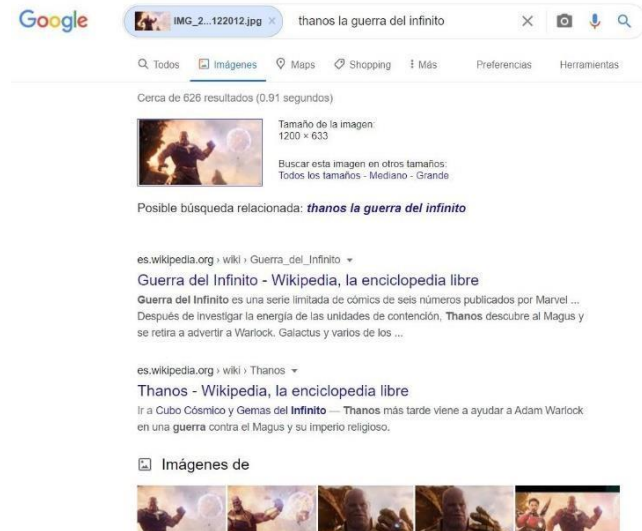 Google
IMG_2...122012.jpg × thanos la guerra del infinito
Todos Imágenes Maps Shopping Más Preferencias Herramientas
Cerca de 626 resultados (0.91 segundos)
Tamaño de la imagen:
1200 × 633
Buscar esta imagen en otros tamaños:
Todos los tamaños - Mediano - Grande
Posible búsqueda relacionada: thanos la guerra del infinito
es.wikipedia.org › wiki › Guerra_del_Infinito
Guerra del Infinito - Wikipedia, la enciclopedia libre
Guerra del Infinito es una serie limitada de cómics de seis números publicados por Marvel ...
Después de investigar la energía de las unidades de contención, Thanos descubre al Magus y
se retira a advertir a Warlock. Galactus y varios de los ...
es.wikipedia.org › wiki › Thanos
Thanos - Wikipedia, la enciclopedia libre
Ir a Cubo Cósmico y Gemas del Infinito — Thanos más tarde viene a ayudar a Adam Warlock
en una guerra contra el Magus y su imperio religioso.
Imágenes de